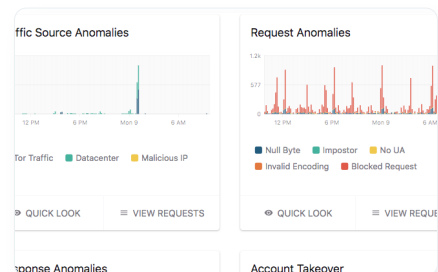 ffic Source Anomalies
12 PM 6 PM Mon 9 6 AM
Tor Traffic Datacenter Malicious IP
QUICK LOOK VIEW REQUESTS
Request Anomalies
1.2k
577
0
12 PM 6 PM Mon 9 6 AM
Null Byte Impostor No UA
Invalid Encoding Blocked Request
QUICK LOOK VIEW REQUE
sponse Anomalies
Account Takeover